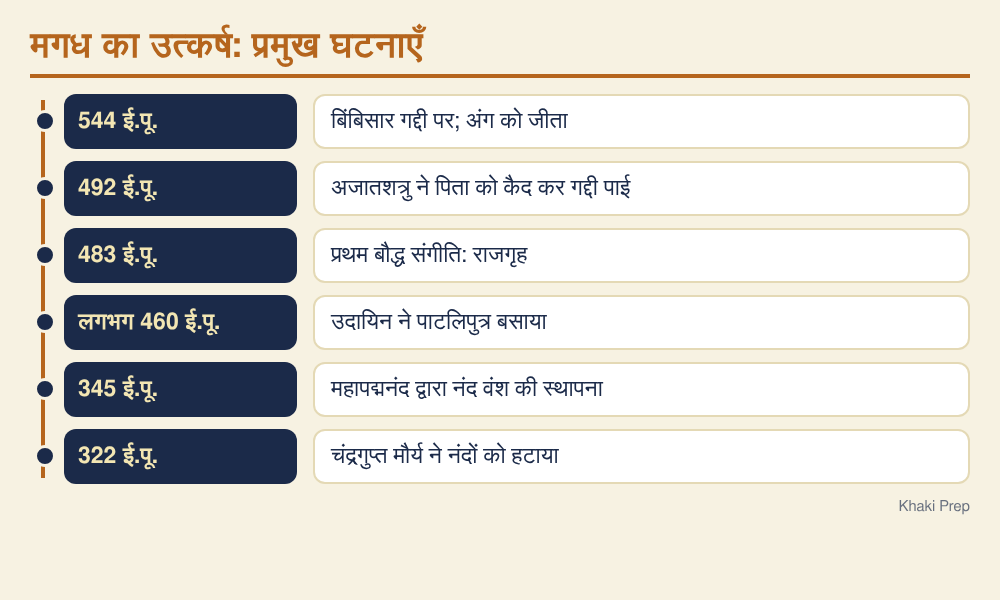 मगध का उत्कर्ष: प्रमुख घटनाएँ
544 ई.पू. बिंबिसार गद्दी पर; अंग को जीता
492 ई.पू. अजातशत्रु ने पिता को कैद कर गद्दी पाई
483 ई.पू. प्रथम बौद्ध संगीति: राजगृह
लगभग 460 ई.पू. उदायिन ने पाटलिपुत्र बसाया
345 ई.पू. महापद्मनंद द्वारा नंद वंश की स्थापना
322 ई.पू. चंद्रगुप्त मौर्य ने नंदों को हटाया
Khaki Prep